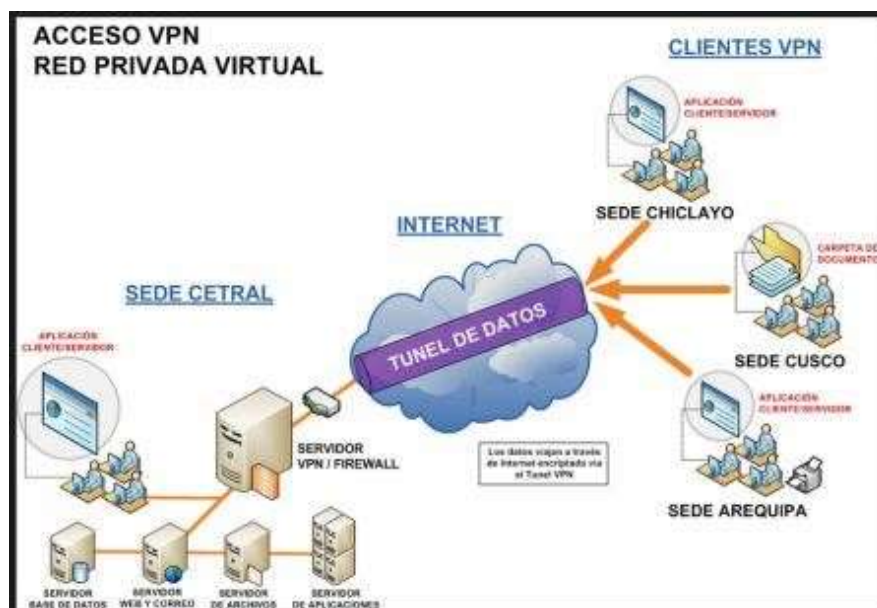 ACCESO VPN
RED PRIVADA VIRTUAL
CLIENTES VPN
APLICACIÓN
CLIENTE/SERVIDOR
SEDE CHICLAYO
INTERNET
CARPETA DE
DOCUMENTO
SEDE CETRAL
TUNEL DE DATOS
APLICACIÓN
CLIENTE/SERVIDOR
SEDE CUSCO
APLICACIÓN
CLIENTE/SERVIDOR
SERVIDOR
VPN / FIREWALL
Los datos viajan a través
de Internet encriptado via
el Tunel VPN
SEDE AREQUIPA
SERVIDOR
BASE DE DATOS
SERVIDOR
WEB Y CORREO
SERVIDOR
DE ARCHIVOS
SERVIDOR
DE APLICACIONES